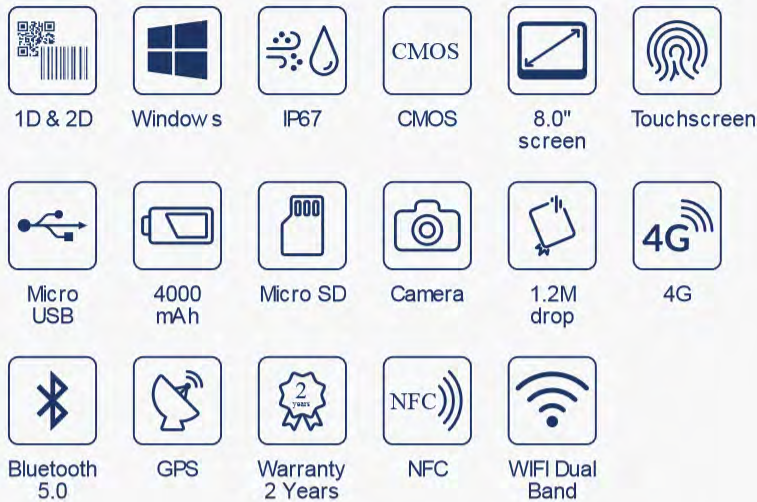 CMOS
1D & 2D
Windows
IP67
CMOS
8.0"
screen
Touchscreen
4G
Micro
USB
4000
mAh
Micro SD
Camera
1.2M
drop
4G
2
years
NFC
Bluetooth
5.0
GPS
Warranty
2 Years
NFC
WIFI Dual
Band